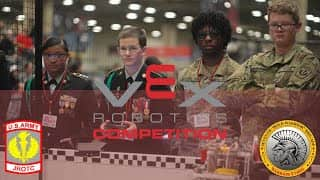 VEX
ROBOTICS
COMPETITION
U.S. ARMY
JROTC